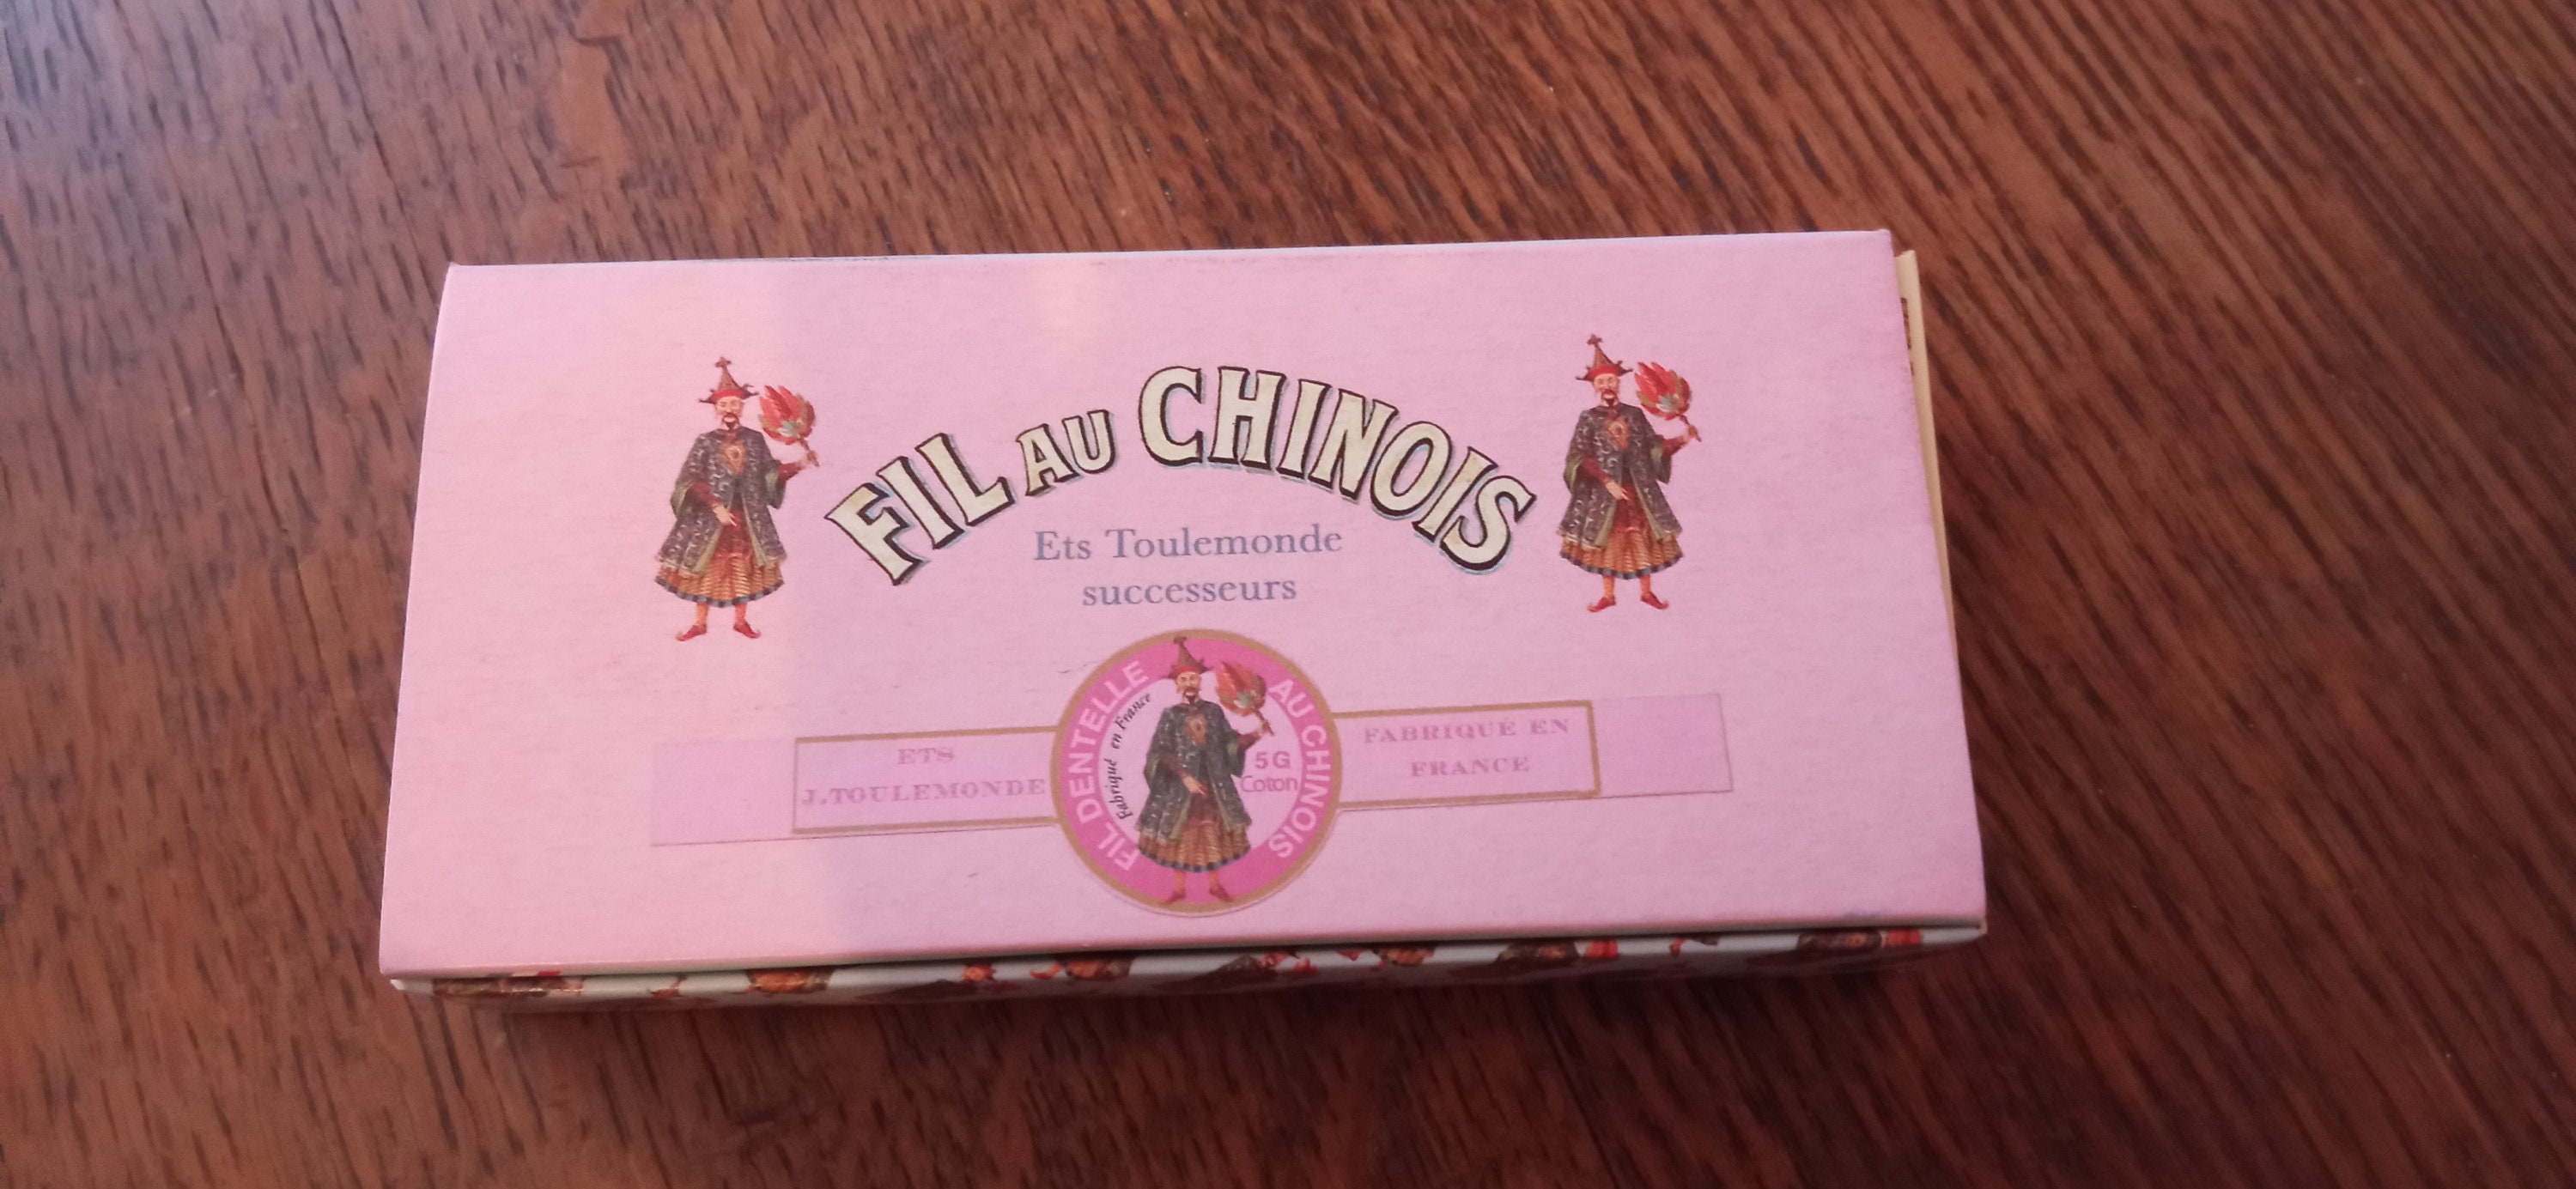 FIL AU CHINOIS
Ets Toulemonde
successeurs
ETS
J.TOULEMONDE
FIL DENTELLE AU CHINOIS
Fabriqué en France
5G
Coton
FABRIQUÉ EN
FRANCE